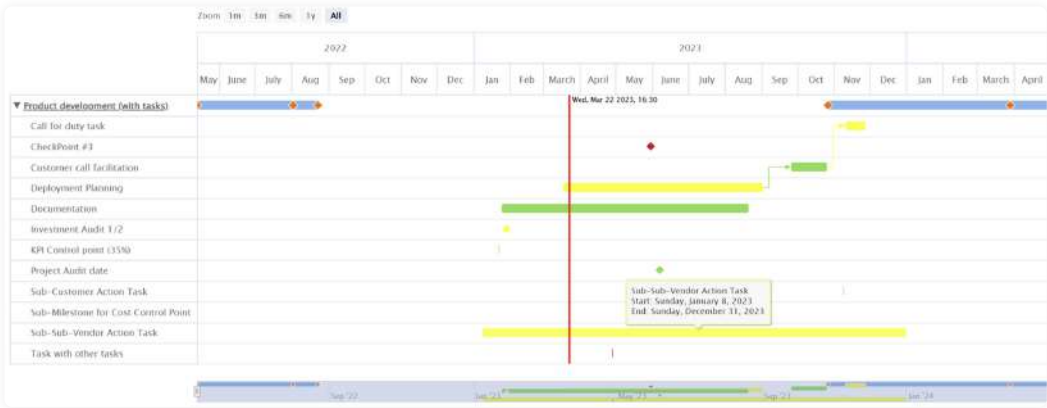 Zoom 1m 3m 6m 1y All
2022 2023
May June July Aug Sep Oct Nov Dec Jan Feb March April May June July Aug Sep Oct Nov Dec Jan Feb March April
Wed, Mar 22 2023, 16:30
▼ Product development (with tasks)
Call for duty task
CheckPoint #3
Customer call facilitation
Deployment Planning
Documentation
Investment Audit 1/2
KPI Control point (35%)
Project Audit date
Sub-Customer Action Task
Sub-Sub-Vendor Action Task
Start: Sunday, January 8, 2023
End: Sunday, December 31, 2023
Sub-Milestone for Cost Control Point
Sub-Sub-Vendor Action Task
Task with other tasks
Sep '22 Jan '23 May '23 Sep '23 Jan '24